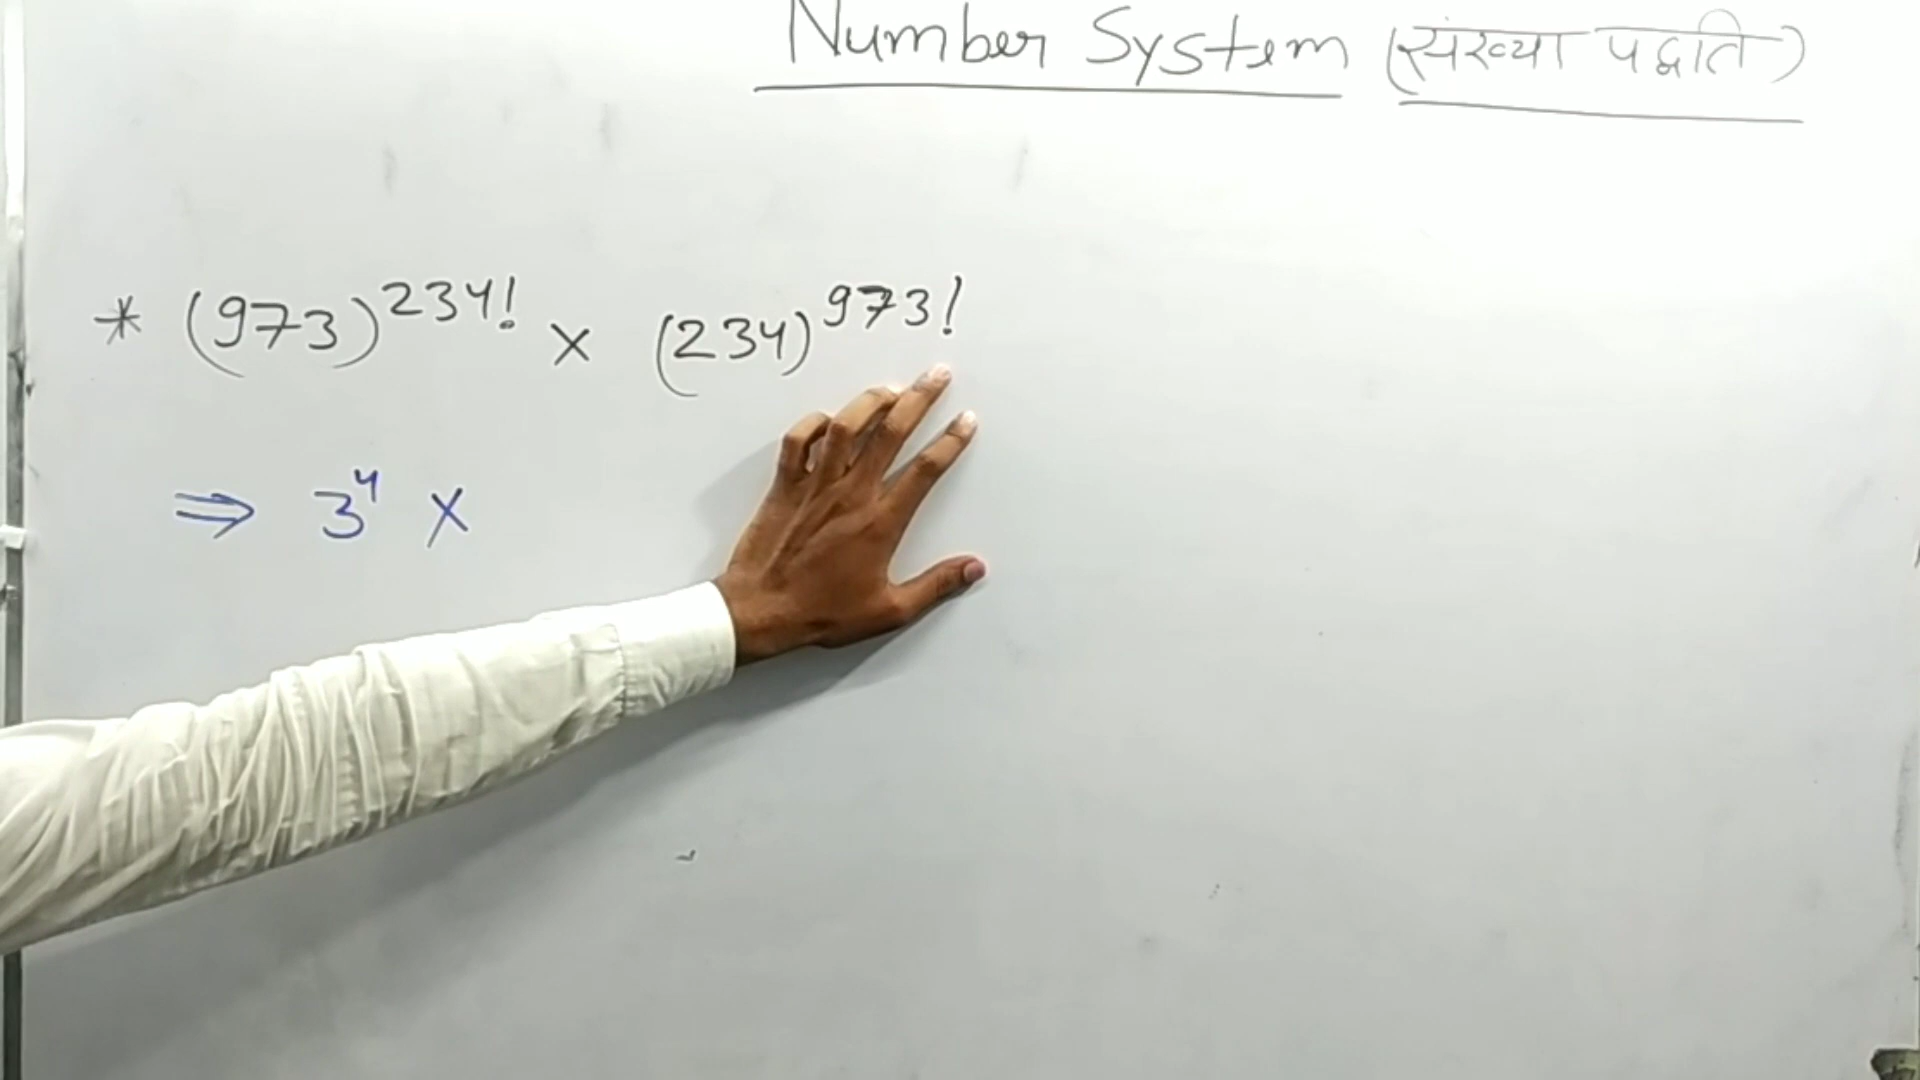 Number System (संख्या पद्धति)
* (973)^234! × (234)^973!
⇒ 3^4 ×